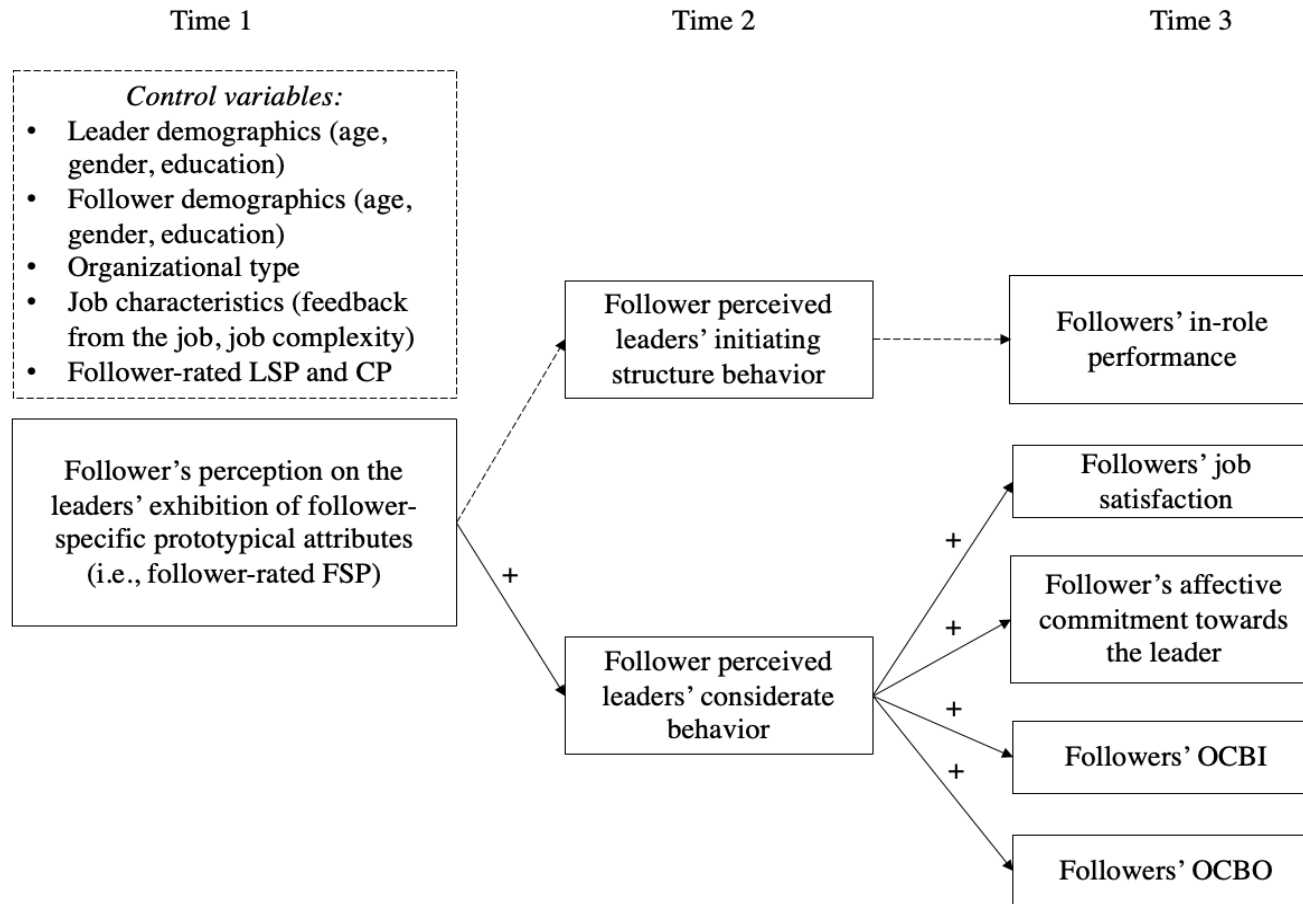 Time 1
Time 2
Time 3
Control variables:
• Leader demographics (age,
gender, education)
• Follower demographics (age,
gender, education)
• Organizational type
• Job characteristics (feedback
from the job, job complexity)
• Follower-rated LSP and CP
Follower’s perception on the
leaders’ exhibition of follower-
specific prototypical attributes
(i.e., follower-rated FSP)
+
Follower perceived
leaders’ initiating
structure behavior
Follower perceived
leaders’ considerate
behavior
+
+
+
+
Followers’ in-role
performance
Followers’ job
satisfaction
Follower’s affective
commitment towards
the leader
Followers’ OCBI
Followers’ OCBO